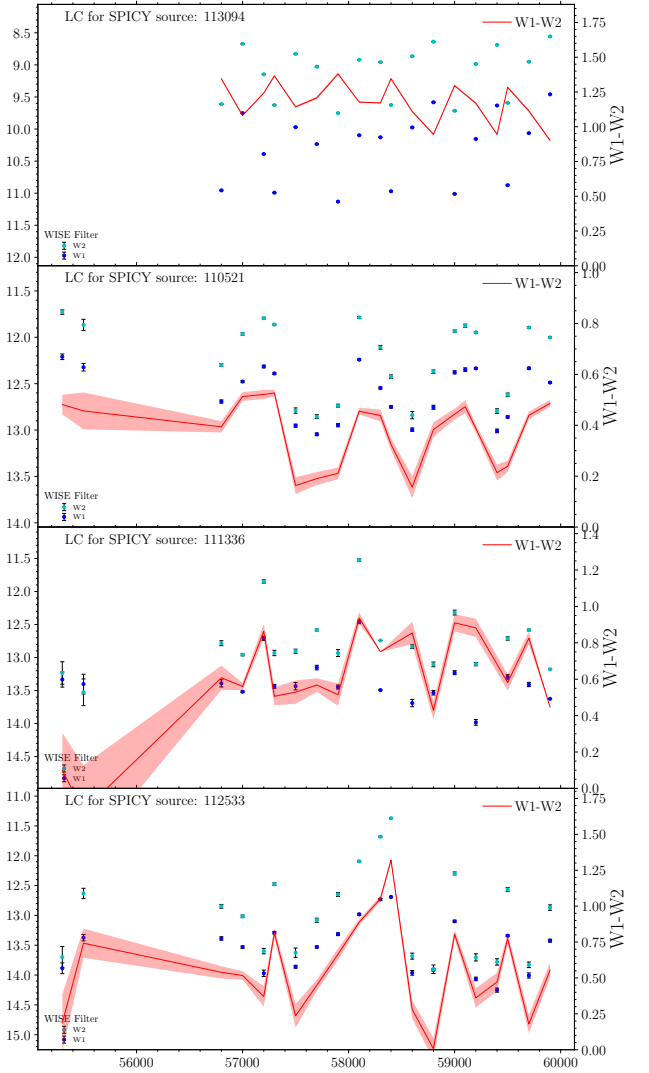 LC for SPICY source: 113094
W1-W2
8.5
9.0
9.5
10.0
10.5
11.0
11.5
12.0
1.75
1.50
1.25
1.00
0.75
0.50
0.25
0.00
W1-W2
WISE Filter
W2
W1
LC for SPICY source: 110521
W1-W2
11.5
12.0
12.5
13.0
13.5
14.0
1.0
0.8
0.6
0.4
0.2
0.0
W1-W2
WISE Filter
W2
W1
LC for SPICY source: 111336
W1-W2
11.5
12.0
12.5
13.0
13.5
14.0
14.5
1.4
1.2
1.0
0.8
0.6
0.4
0.2
0.0
W1-W2
WISE Filter
W2
W1
LC for SPICY source: 112533
W1-W2
11.0
11.5
12.0
12.5
13.0
13.5
14.0
14.5
15.0
1.75
1.50
1.25
1.00
0.75
0.50
0.25
0.00
W1-W2
WISE Filter
W2
W1
56000 57000 58000 59000 60000